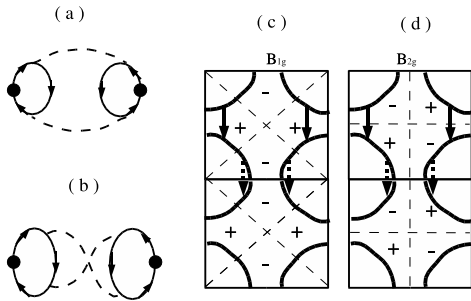 ( a )
( b )
( c )
( d )
B1g
B2g
-
+ +
-
-
+ +
-
- +
+ -
- +
+ -